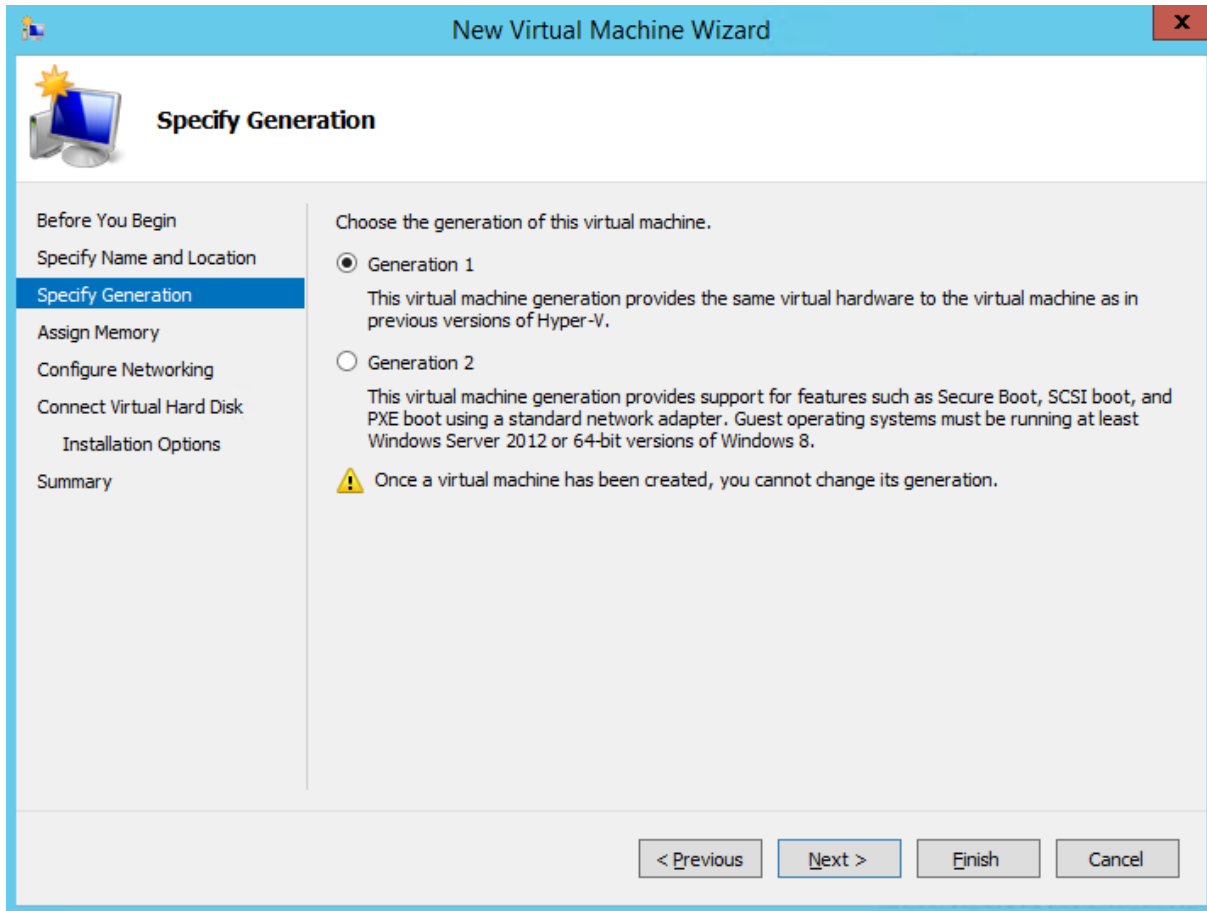 New Virtual Machine Wizard
x
Specify Generation
Before You Begin
Specify Name and Location
Specify Generation
Assign Memory
Configure Networking
Connect Virtual Hard Disk
Installation Options
Summary
Choose the generation of this virtual machine.
Generation 1
This virtual machine generation provides the same virtual hardware to the virtual machine as in
previous versions of Hyper-V.
Generation 2
This virtual machine generation provides support for features such as Secure Boot, SCSI boot, and
PXE boot using a standard network adapter. Guest operating systems must be running at least
Windows Server 2012 or 64-bit versions of Windows 8.
Once a virtual machine has been created, you cannot change its generation.
< Previous
Next >
Finish
Cancel